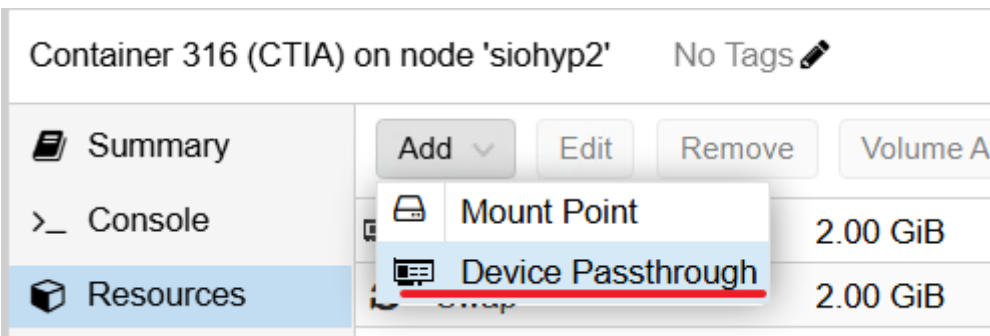 Container 316 (CTIA) on node 'siohyp2' No Tags
Summary
Add Edit Remove Volume A
Mount Point
Console
2.00 GiB
Device Passthrough
Resources
Swap 2.00 GiB